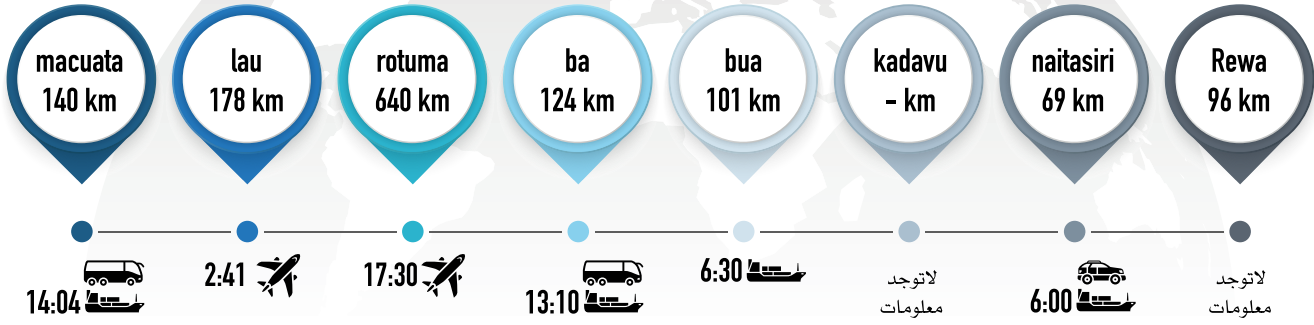 macuata
140 km
lau
178 km
rotuma
640 km
ba
124 km
bua
101 km
kadavu
- km
naitasiri
69 km
Rewa
96 km
14:04
2:41
17:30
13:10
6:30
لاتوجد
معلومات
6:00
لاتوجد
معلومات